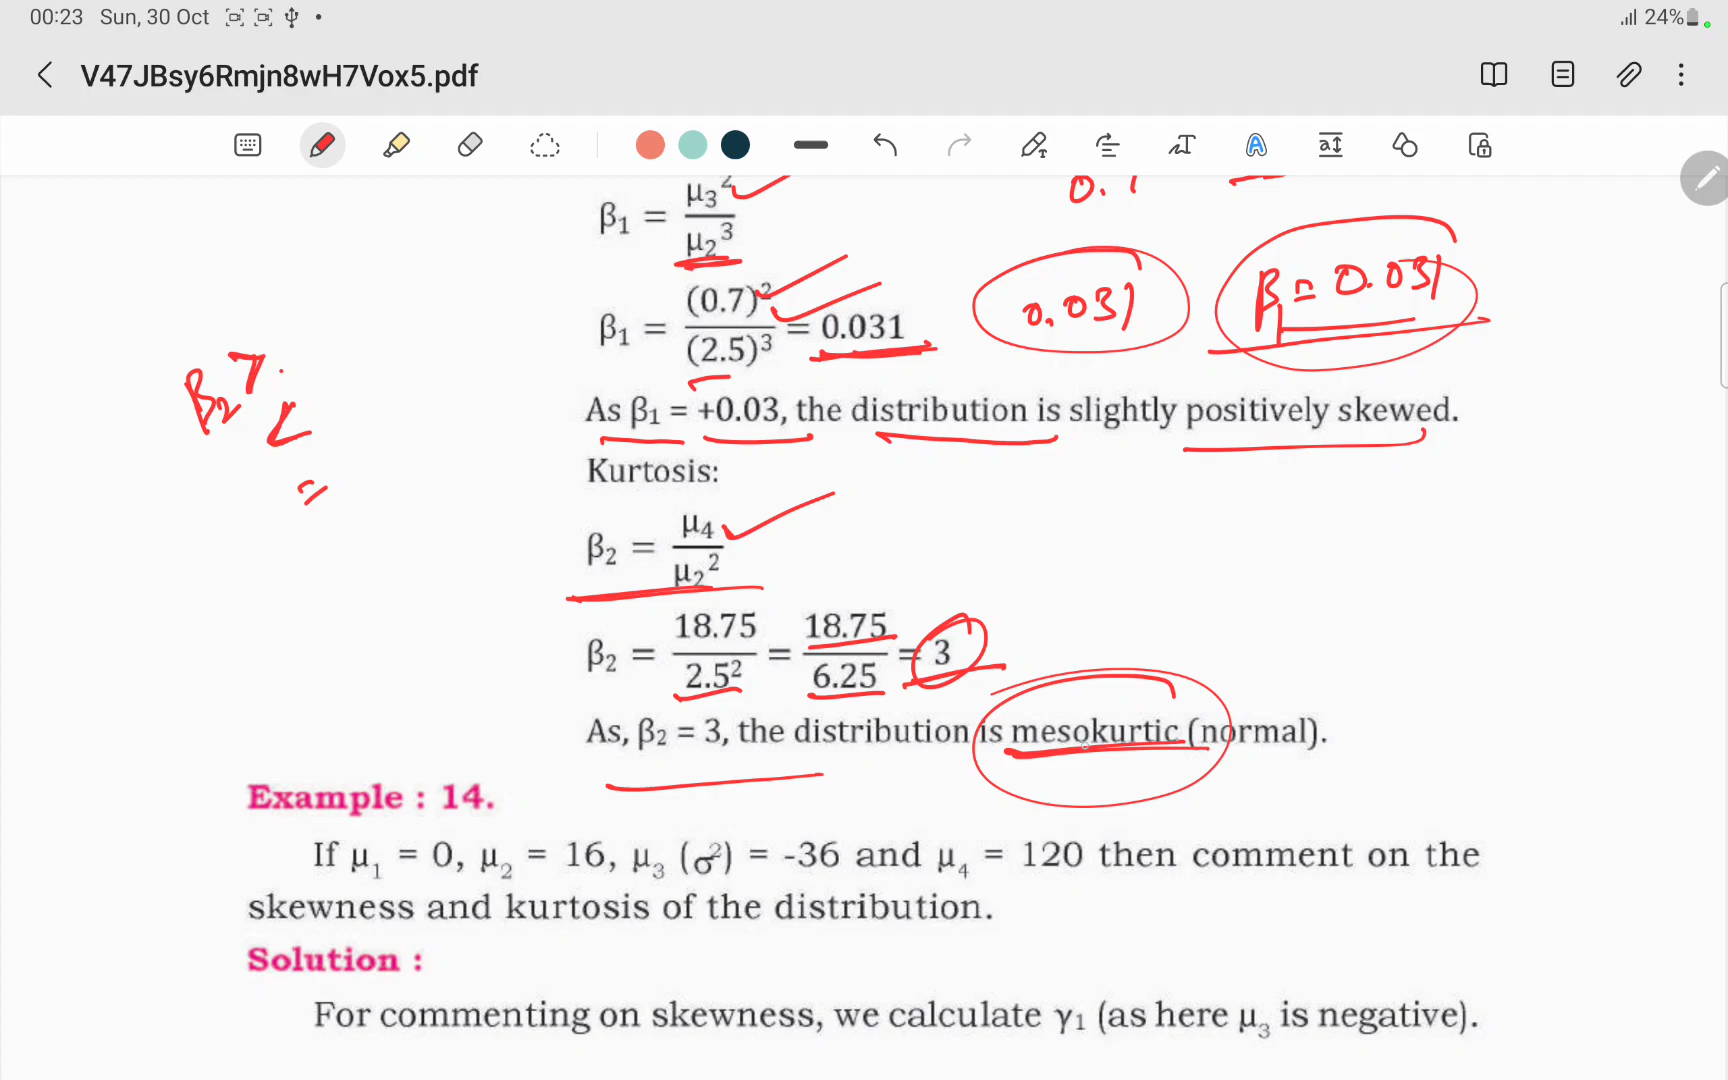 00:23 Sun, 30 Oct
24%
V47JBsy6Rmjn8wH7Vox5.pdf
0.1
β₁ = μ₃² / μ₂³
β₁ = (0.7)² / (2.5)³ = 0.031
0.031
β₁ = 0.031
β₂ >
<
=
As β₁ = +0.03, the distribution is slightly positively skewed.
Kurtosis:
β₂ = μ₄ / μ₂²
β₂ = 18.75 / 2.5² = 18.75 / 6.25 = 3
As, β₂ = 3, the distribution is mesokurtic (normal).
Example : 14.
If μ₁ = 0, μ₂ = 16, μ₃ (σ²) = -36 and μ₄ = 120 then comment on the
skewness and kurtosis of the distribution.
Solution :
For commenting on skewness, we calculate γ₁ (as here μ₃ is negative).